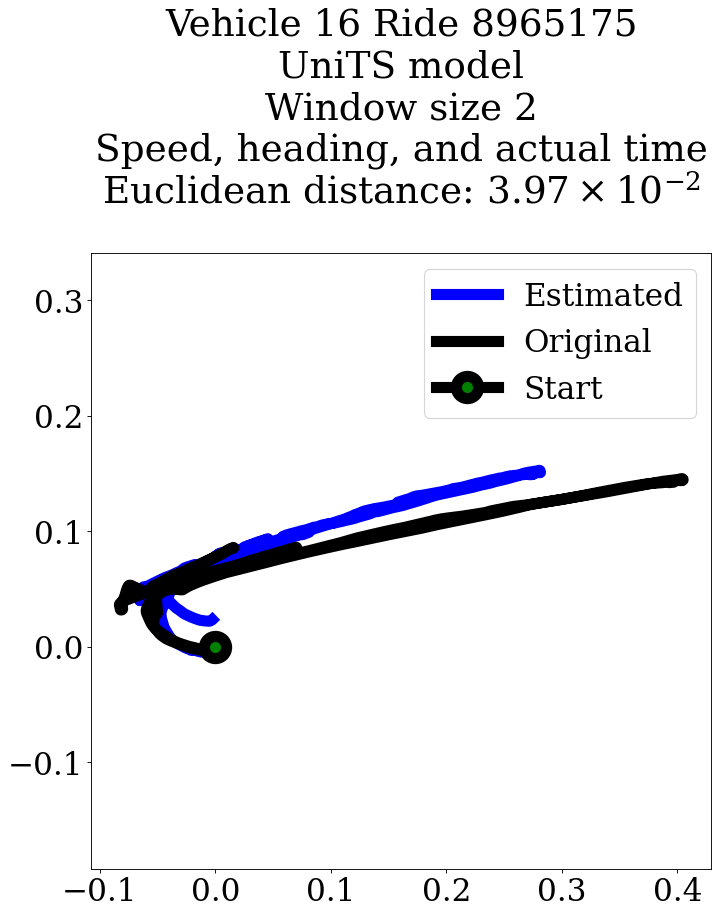 Vehicle 16 Ride 8965175
UniTS model
Window size 2
Speed, heading, and actual time
Euclidean distance: 3.97 × 10⁻²
Estimated
Original
Start
0.3
0.2
0.1
0.0
−0.1
−0.1 0.0 0.1 0.2 0.3 0.4